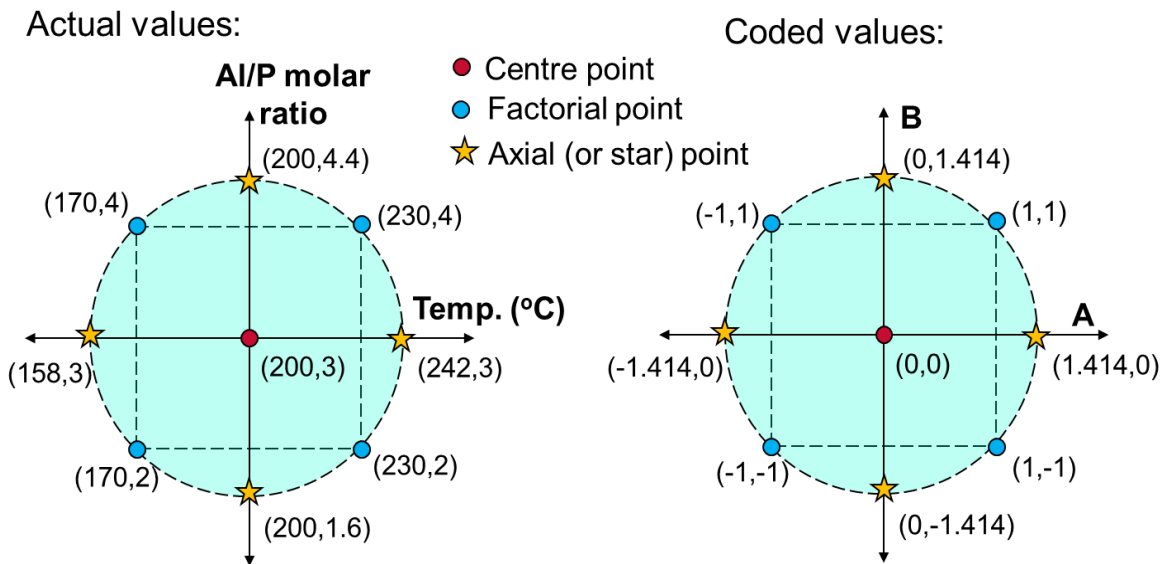 Actual values:
Coded values:
Centre point
Factorial point
Axial (or star) point
Al/P molar
ratio
(200,4.4)
(170,4)
(230,4)
Temp. (°C)
(158,3)
(200,3)
(242,3)
(170,2)
(230,2)
(200,1.6)
B
(0,1.414)
(-1,1)
(1,1)
A
(-1.414,0)
(0,0)
(1.414,0)
(-1,-1)
(1,-1)
(0,-1.414)